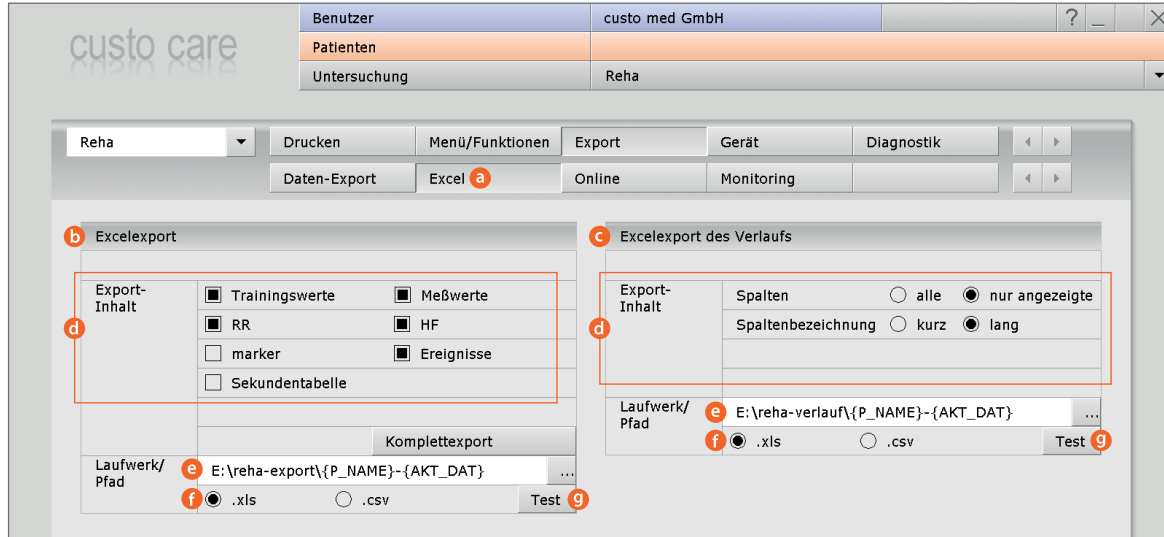 custo care
Benutzer custo med GmbH ? _ X
Patienten
Untersuchung Reha
Reha Drucken Menü/Funktionen Export Gerät Diagnostik
Daten-Export Excel a Online Monitoring
b Excelexport
d Export-Inhalt
Trainingswerte Meßwerte
RR HF
marker Ereignisse
Sekundentabelle
Komplettexport
Laufwerk/
Pfad
e E:\reha-export\{P_NAME}-{AKT_DAT} ...
f .xls .csv Test g
c Excelexport des Verlaufs
d Export-
Inhalt
Spalten alle nur angezeigte
Spaltenbezeichnung kurz lang
Laufwerk/
Pfad
e E:\reha-verlauf\{P_NAME}-{AKT_DAT} ...
f .xls .csv Test g